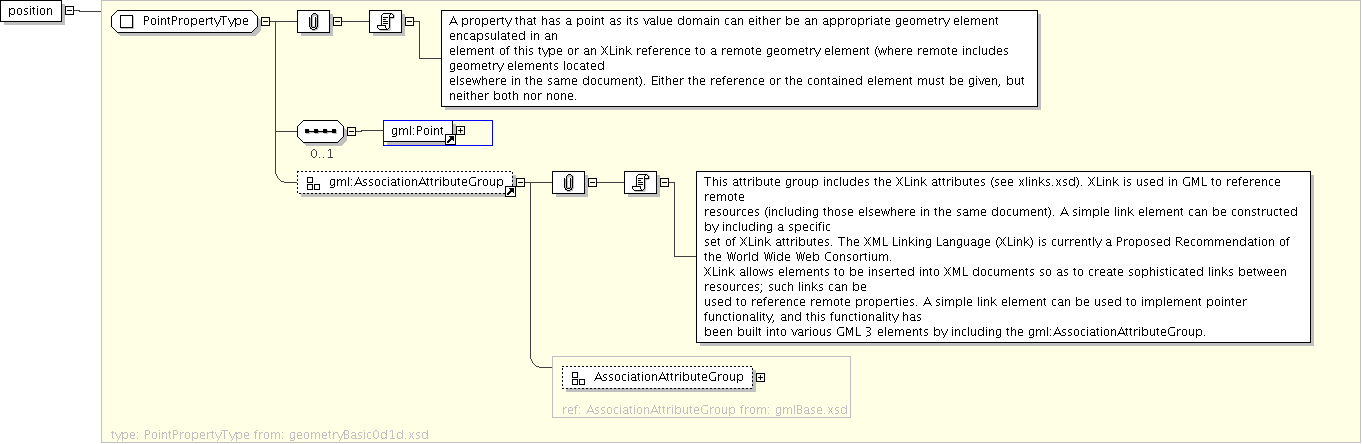 position
PointPropertyType
A property that has a point as its value domain can either be an appropriate geometry element
encapsulated in an
element of this type or an XLink reference to a remote geometry element (where remote includes
geometry elements located
elsewhere in the same document). Either the reference or the contained element must be given, but
neither both nor none.
gml:Point
0..1
gml:AssociationAttributeGroup
This attribute group includes the XLink attributes (see xlinks.xsd). XLink is used in GML to reference
remote
resources (including those elsewhere in the same document). A simple link element can be constructed
by including a specific
set of XLink attributes. The XML Linking Language (XLink) is currently a Proposed Recommendation of
the World Wide Web Consortium.
XLink allows elements to be inserted into XML documents so as to create sophisticated links between
resources; such links can be
used to reference remote properties. A simple link element can be used to implement pointer
functionality, and this functionality has
been built into various GML 3 elements by including the gml:AssociationAttributeGroup.
AssociationAttributeGroup
ref: AssociationAttributeGroup from: gmlBase.xsd
type: PointPropertyType from: geometryBasic0d1d.xsd